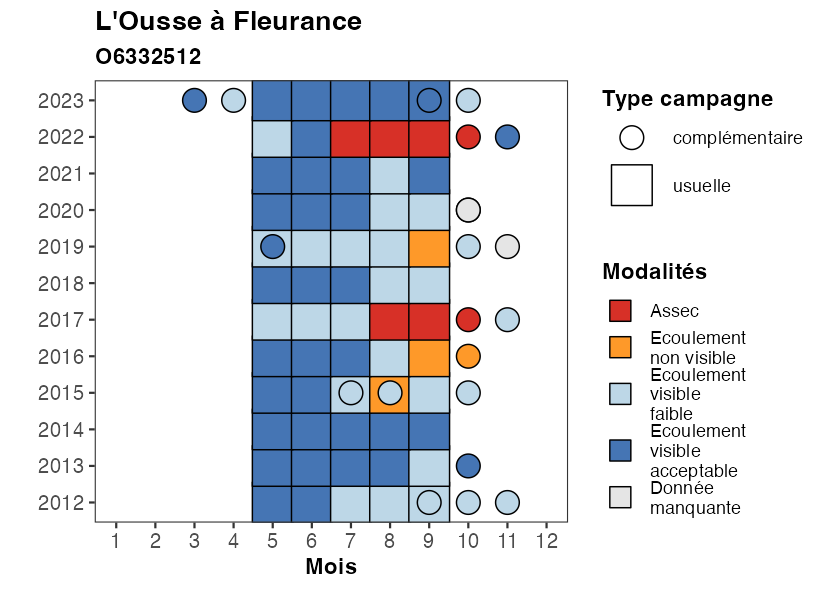 L'Ousse à Fleurance
O6332512
2023
2022
2021
2020
2019
2018
2017
2016
2015
2014
2013
2012
1 2 3 4 5 6 7 8 9 10 11 12
Mois
Type campagne
complémentaire
usuelle
Modalités
Assec
Ecoulement
non visible
Ecoulement
visible
faible
Ecoulement
visible
acceptable
Donnée
manquante